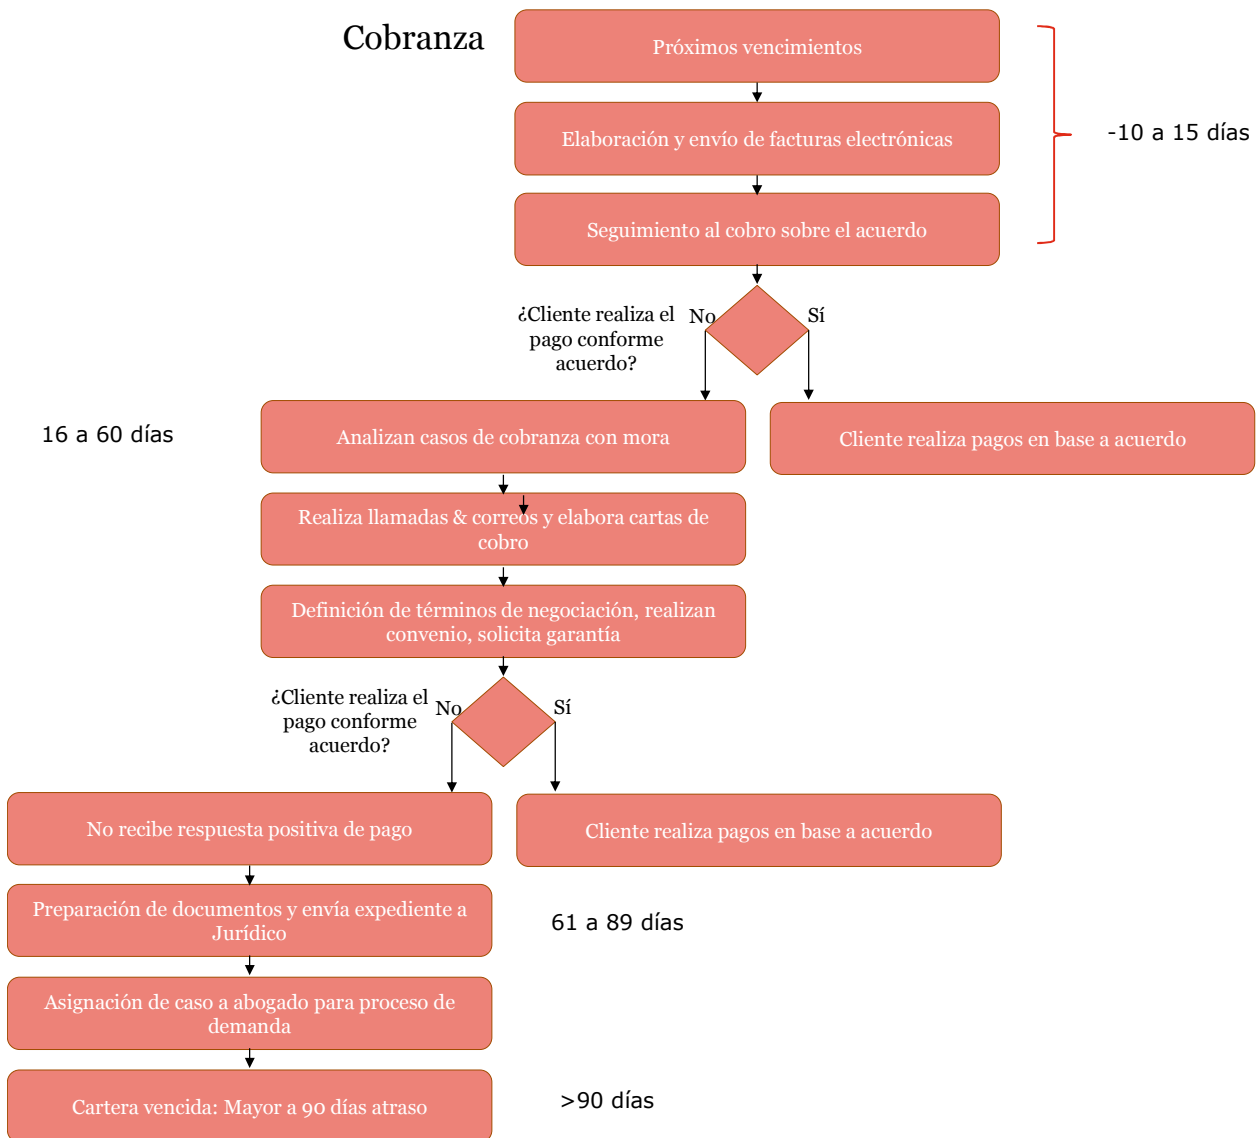 Cobranza
Próximos vencimientos
-10 a 15 días
Elaboración y envío de facturas electrónicas
Seguimiento al cobro sobre el acuerdo
¿Cliente realiza el
pago conforme
acuerdo?
No
Sí
16 a 60 días
Analizan casos de cobranza con mora
Cliente realiza pagos en base a acuerdo
Realiza llamadas & correos y elabora cartas de
cobro
Definición de términos de negociación, realizan
convenio, solicita garantía
¿Cliente realiza el
pago conforme
acuerdo?
No
Sí
No recibe respuesta positiva de pago
Cliente realiza pagos en base a acuerdo
Preparación de documentos y envía expediente a
Jurídico
61 a 89 días
Asignación de caso a abogado para proceso de
demanda
Cartera vencida: Mayor a 90 días atraso
>90 días